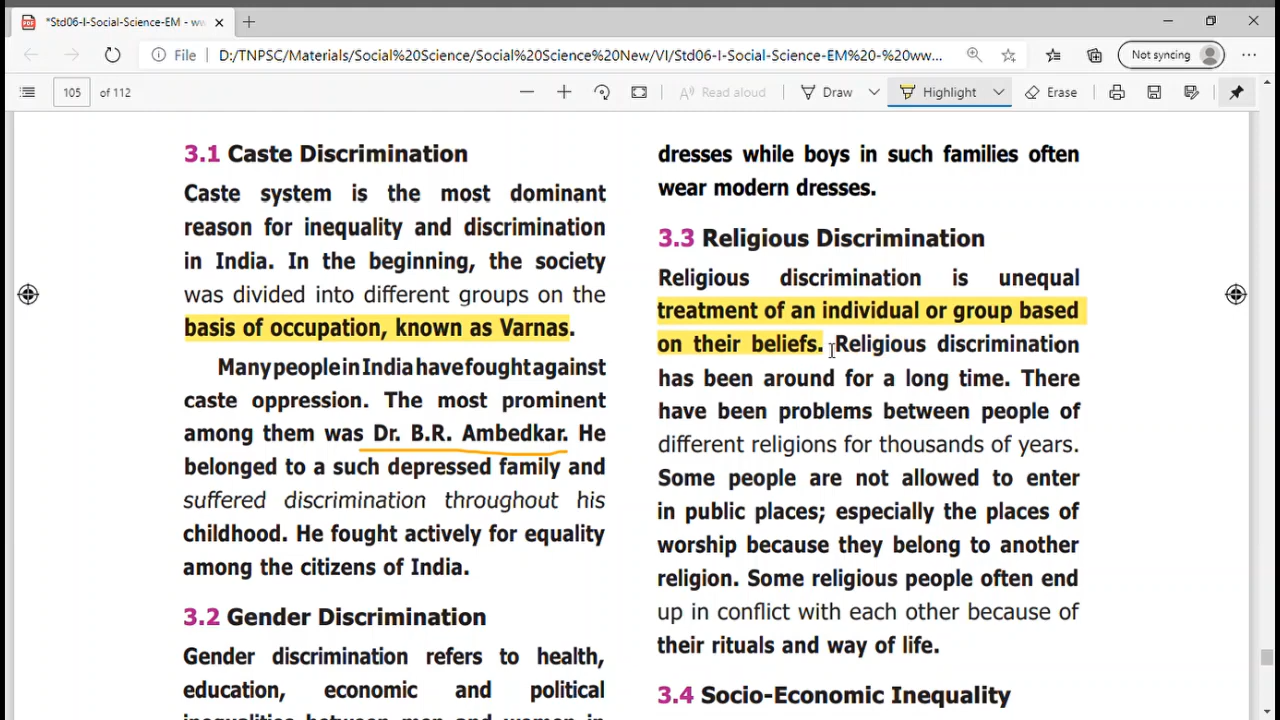 *Std06-I-Social-Science-EM - ww
File
D:/TNPSC/Materials/Social%20Science/Social%20Science%20New/VI/Std06-I-Social-Science-EM%20-%20ww...
Not syncing
105
of 112
Read aloud
Draw
Highlight
Erase
3.1 Caste Discrimination
Caste system is the most dominant
reason for inequality and discrimination
in India. In the beginning, the society
was divided into different groups on the
basis of occupation, known as Varnas.
Many people in India have fought against
caste oppression. The most prominent
among them was Dr. B.R. Ambedkar. He
belonged to a such depressed family and
suffered discrimination throughout his
childhood. He fought actively for equality
among the citizens of India.
3.2 Gender Discrimination
Gender discrimination refers to health,
education, economic and political
inequalities between men and women in
dresses while boys in such families often
wear modern dresses.
3.3 Religious Discrimination
Religious discrimination is unequal
treatment of an individual or group based
on their beliefs. Religious discrimination
has been around for a long time. There
have been problems between people of
different religions for thousands of years.
Some people are not allowed to enter
in public places; especially the places of
worship because they belong to another
religion. Some religious people often end
up in conflict with each other because of
their rituals and way of life.
3.4 Socio-Economic Inequality